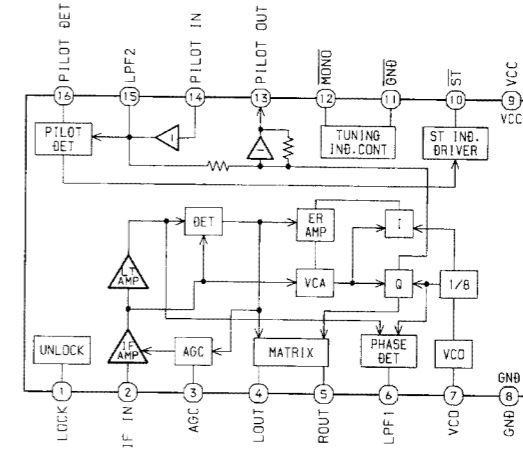 PILOT DET
LPF2
PILOT IN
PILOT OUT
MONO
GND
ST
VCC
16
15
14
13
12
11
10
9
VCC
PILOT
DET
TUNING
IND.CONT
ST IND.
DRIVER
DET
ER
AMP
I
LT
AMP
VCA
Q
1/8
UNLOCK
IF
AMP
AGC
MATRIX
PHASE
DET
VCO
GND
1
2
3
4
5
6
7
8
LOCK
IF IN
AGC
LOUT
ROUT
LPF1
VCO
GND